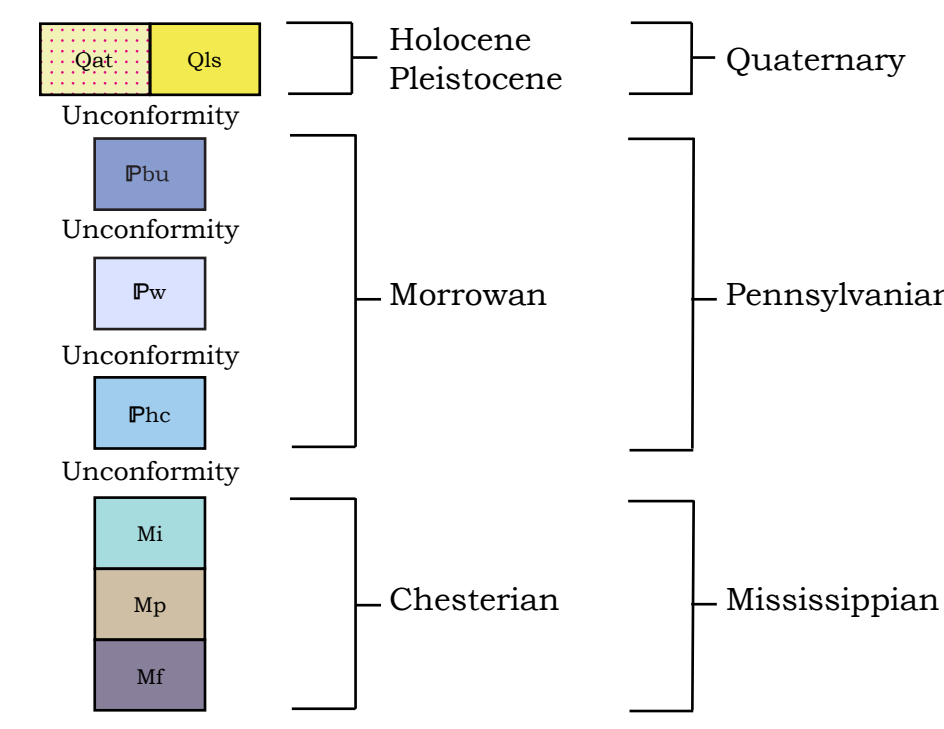 Qat Qls
Holocene
Pleistocene
Quaternary
Unconformity
ℙbu
Unconformity
ℙw
Morrowan
Pennsylvanian
Unconformity
ℙhc
Unconformity
Mi
Mp
Chesterian
Mississippian
Mf